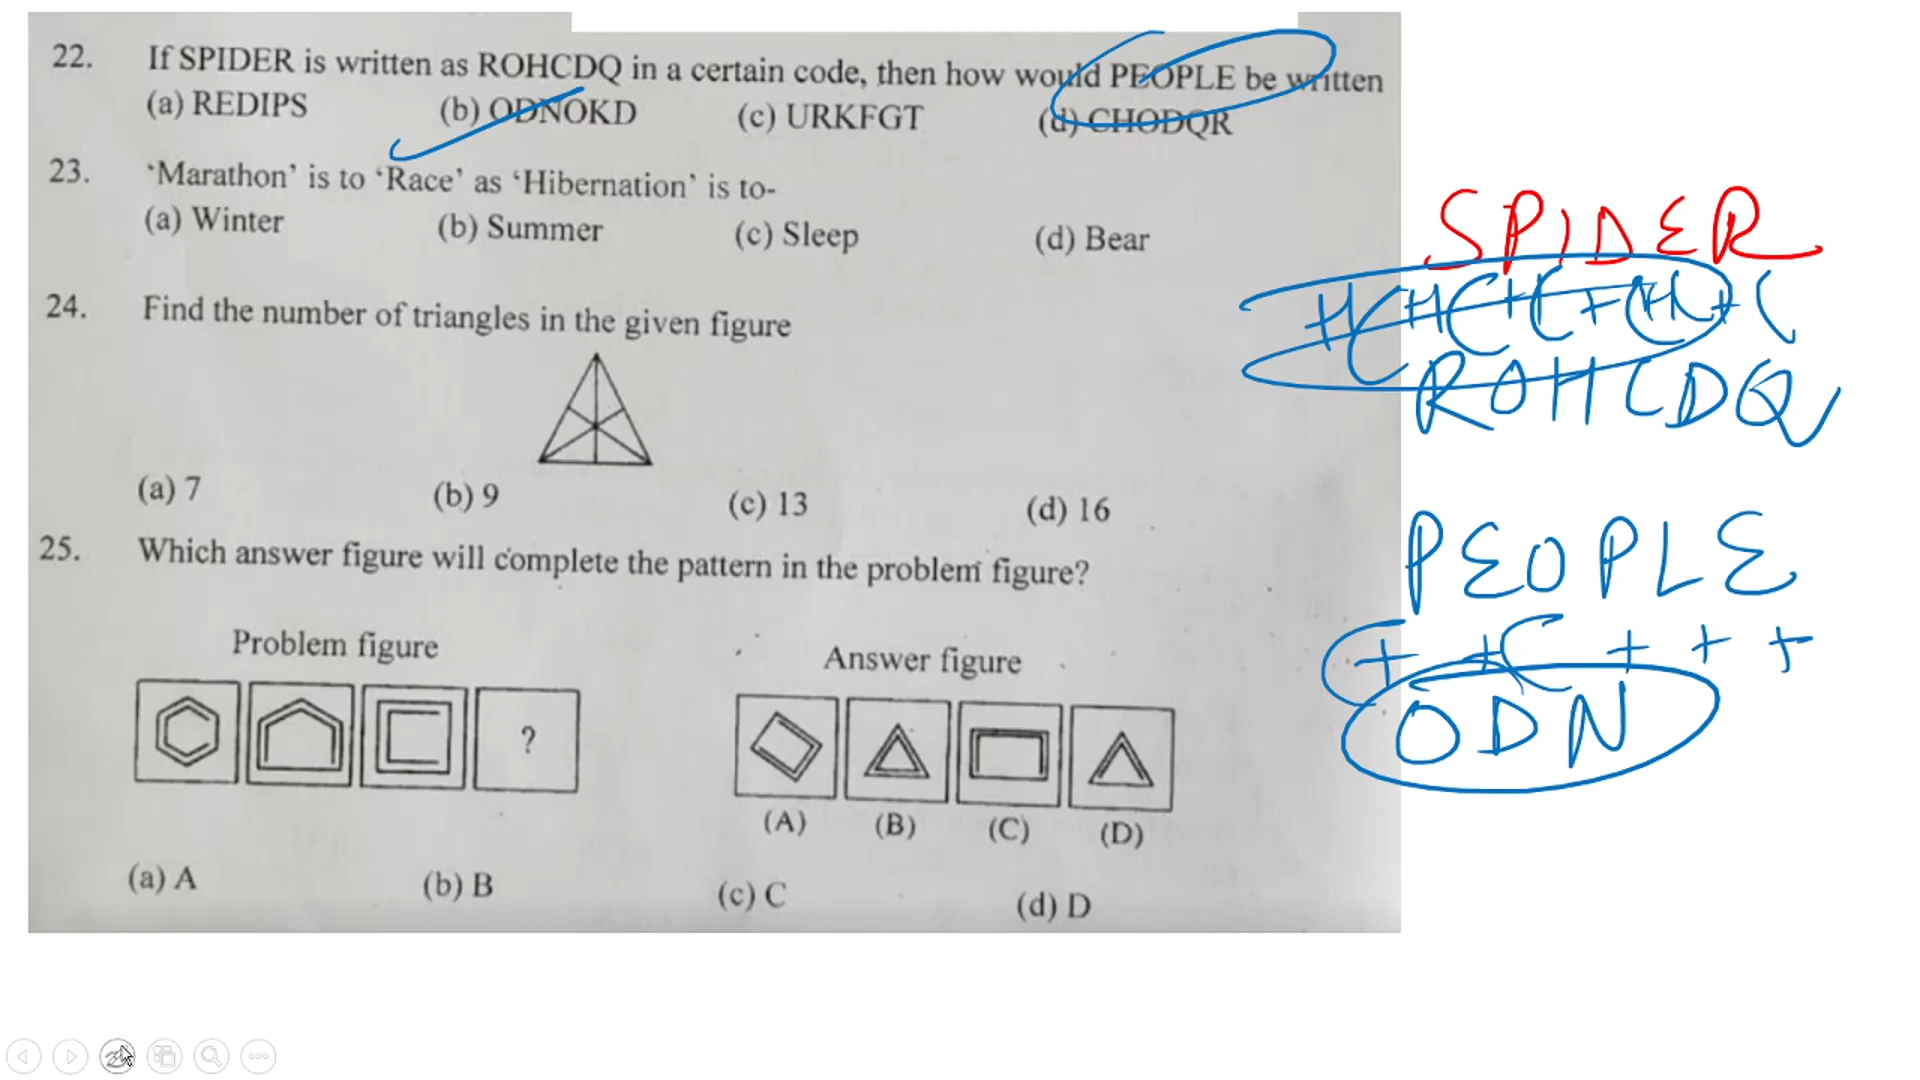 22. If SPIDER is written as ROHCDQ in a certain code, then how would PEOPLE be written
(a) REDIPS (b) ODNOKD (c) URKFGT (d) CHODQR
23. ‘Marathon’ is to ‘Race’ as ‘Hibernation’ is to-
(a) Winter (b) Summer (c) Sleep (d) Bear
24. Find the number of triangles in the given figure
(a) 7 (b) 9 (c) 13 (d) 16
25. Which answer figure will complete the pattern in the problem figure?
Problem figure Answer figure
?
(A) (B) (C) (D)
(a) A (b) B (c) C (d) D
SPIDER
ROHCDQ
PEOPLE
+ + + + +
ODN